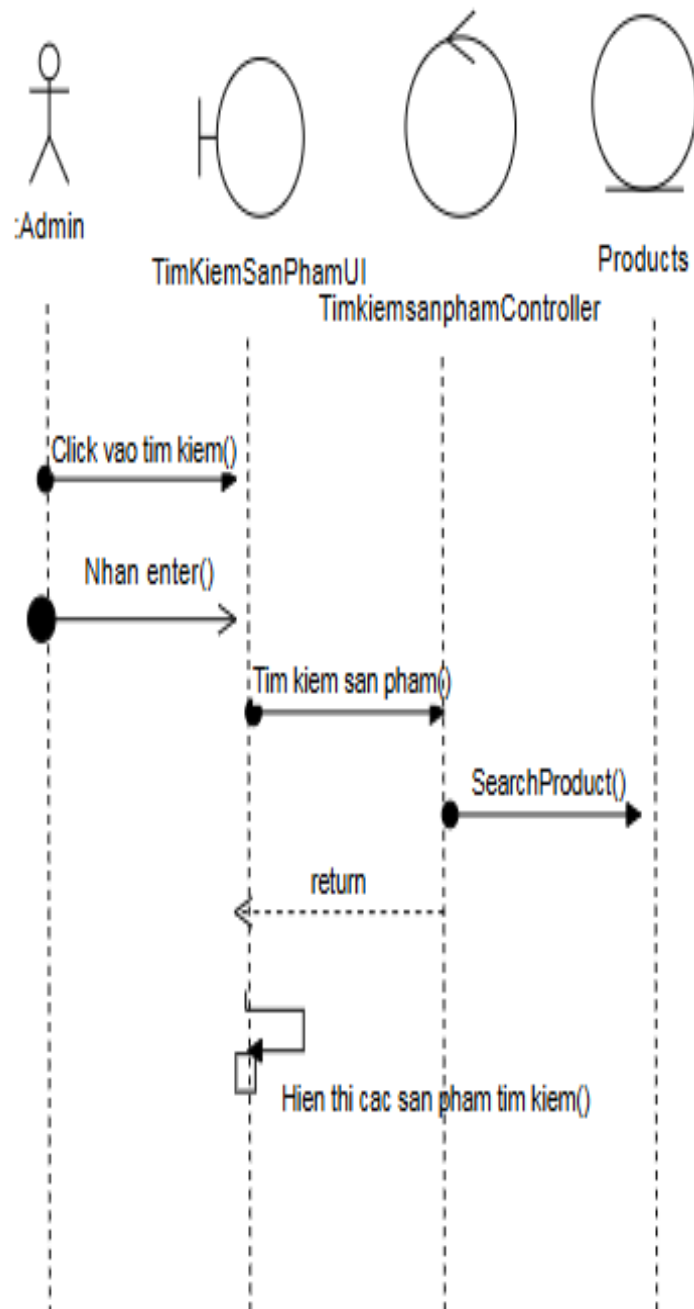 :Admin
TimKiemSanPhamUI
TimkiemsanphamController
Products
Click vao tim kiem()
Nhan enter()
Tim kiem san pham()
SearchProduct()
return
Hien thi cac san pham tim kiem()